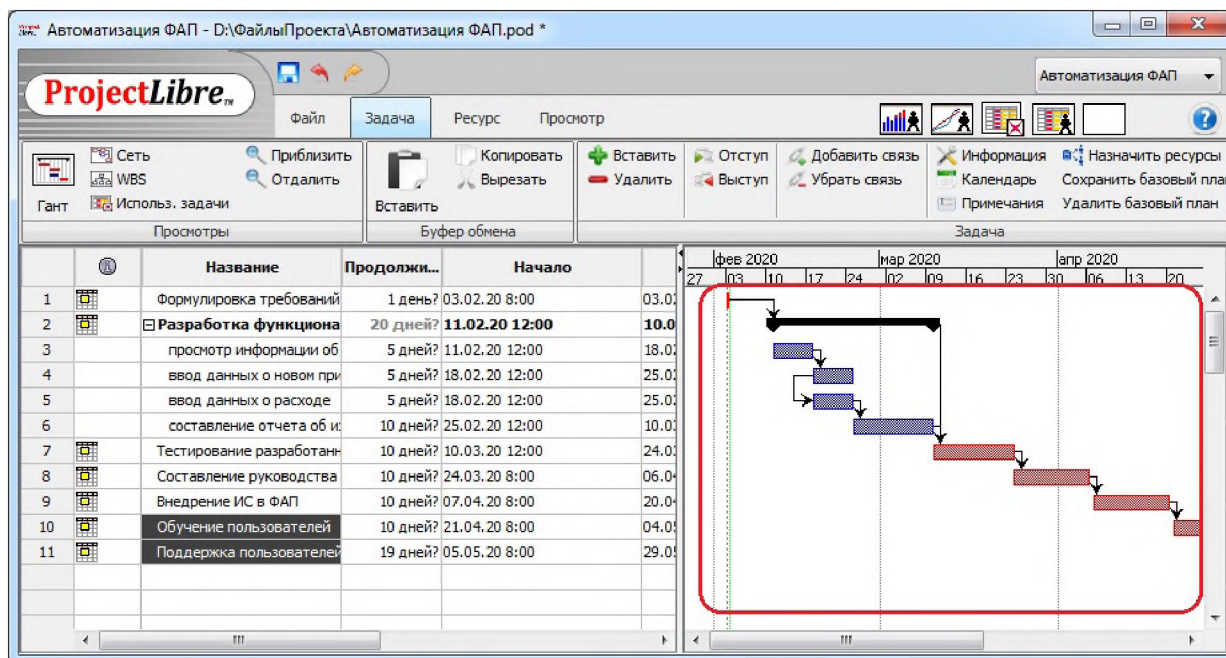 Автоматизация ФАП - D:\ФайлыПроекта\Автоматизация ФАП.pod *
ProjectLibre™
Автоматизация ФАП
Файл Задача Ресурс Просмотр
Сеть Приблизить Копировать Вставить Отступ Добавить связь Информация Назначить ресурсы
WBS Отдалить Вырезать Удалить Выступ Убрать связь Календарь Сохранить базовый пла
Гант Использ. задачи Вставить Примечания Удалить базовый план
Просмотры Буфер обмена Задача
Название Продолжи... Начало
фев 2020 мар 2020 апр 2020
27 03 10 17 24 02 09 16 23 30 06 13 20
1 Формулировка требований 1 день? 03.02.20 8:00 03.02
2 Разработка функциона 20 дней? 11.02.20 12:00 10.0
3 просмотр информации об 5 дней? 11.02.20 12:00 18.02
4 ввод данных о новом при 5 дней? 18.02.20 12:00 25.02
5 ввод данных о расходе 5 дней? 18.02.20 12:00 25.02
6 составление отчета об и 10 дней? 25.02.20 12:00 10.0
7 Тестирование разработанн 10 дней? 10.03.20 12:00 24.0
8 Составление руководства 10 дней? 24.03.20 8:00 06.0
9 Внедрение ИС в ФАП 10 дней? 07.04.20 8:00 20.0
10 Обучение пользователей 10 дней? 21.04.20 8:00 04.0
11 Поддержка пользователей 19 дней? 05.05.20 8:00 29.0